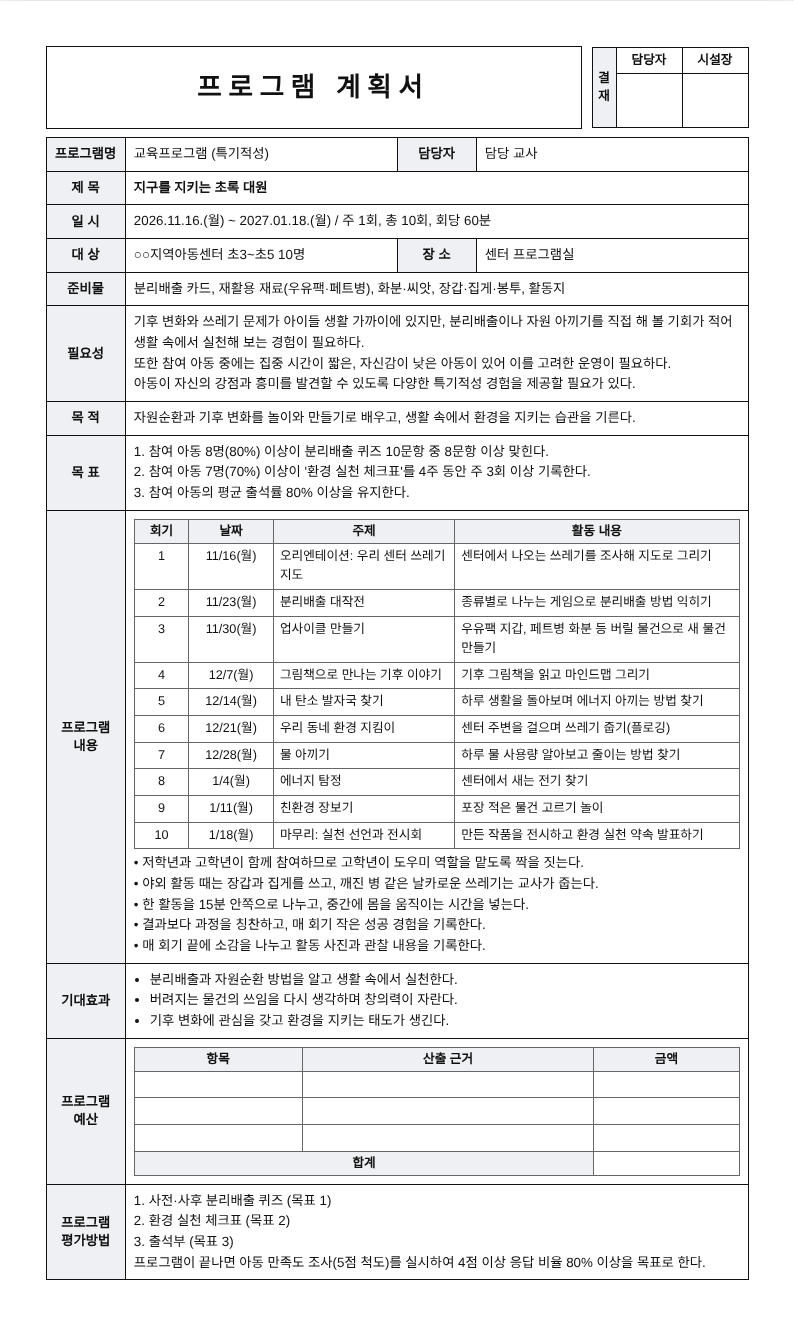 프로그램 계획서
결재
담당자 시설장
프로그램명 교육프로그램 (특기적성) 담당자 담당 교사
제 목 지구를 지키는 초록 대원
일 시 2026.11.16.(월) ~ 2027.01.18.(월) / 주 1회, 총 10회, 회당 60분
대 상 ○○지역아동센터 초3~초5 10명 장 소 센터 프로그램실
준비물 분리배출 카드, 재활용 재료(우유팩·페트병), 화분·씨앗, 장갑·집게·봉투, 활동지
필요성
기후 변화와 쓰레기 문제가 아이들 생활 가까이에 있지만, 분리배출이나 자원 아끼기를 직접 해 볼 기회가 적어
생활 속에서 실천해 보는 경험이 필요하다.
또한 참여 아동 중에는 집중 시간이 짧은, 자신감이 낮은 아동이 있어 이를 고려한 운영이 필요하다.
아동이 자신의 강점과 흥미를 발견할 수 있도록 다양한 특기적성 경험을 제공할 필요가 있다.
목 적 자원순환과 기후 변화를 놀이와 만들기로 배우고, 생활 속에서 환경을 지키는 습관을 기른다.
목 표
1. 참여 아동 8명(80%) 이상이 분리배출 퀴즈 10문항 중 8문항 이상 맞힌다.
2. 참여 아동 7명(70%) 이상이 '환경 실천 체크표'를 4주 동안 주 3회 이상 기록한다.
3. 참여 아동의 평균 출석률 80% 이상을 유지한다.
프로그램
내용
회기 날짜 주제 활동 내용
1 11/16(월) 오리엔테이션: 우리 센터 쓰레기 센터에서 나오는 쓰레기를 조사해 지도로 그리기
지도
2 11/23(월) 분리배출 대작전 종류별로 나누는 게임으로 분리배출 방법 익히기
3 11/30(월) 업사이클 만들기 우유팩 지갑, 페트병 화분 등 버릴 물건으로 새 물건
만들기
4 12/7(월) 그림책으로 만나는 기후 이야기 기후 그림책을 읽고 마인드맵 그리기
5 12/14(월) 내 탄소 발자국 찾기 하루 생활을 돌아보며 에너지 아끼는 방법 찾기
6 12/21(월) 우리 동네 환경 지킴이 센터 주변을 걸으며 쓰레기 줍기(플로깅)
7 12/28(월) 물 아끼기 하루 물 사용량 알아보고 줄이는 방법 찾기
8 1/4(월) 에너지 탐정 센터에서 새는 전기 찾기
9 1/11(월) 친환경 장보기 포장 적은 물건 고르기 놀이
10 1/18(월) 마무리: 실천 선언과 전시회 만든 작품을 전시하고 환경 실천 약속 발표하기
• 저학년과 고학년이 함께 참여하므로 고학년이 도우미 역할을 맡도록 짝을 짓는다.
• 야외 활동 때는 장갑과 집게를 쓰고, 깨진 병 같은 날카로운 쓰레기는 교사가 줍는다.
• 한 활동을 15분 안쪽으로 나누고, 중간에 몸을 움직이는 시간을 넣는다.
• 결과보다 과정을 칭찬하고, 매 회기 작은 성공 경험을 기록한다.
• 매 회기 끝에 소감을 나누고 활동 사진과 관찰 내용을 기록한다.
기대효과
• 분리배출과 자원순환 방법을 알고 생활 속에서 실천한다.
• 버려지는 물건의 쓰임을 다시 생각하며 창의력이 자란다.
• 기후 변화에 관심을 갖고 환경을 지키는 태도가 생긴다.
프로그램
예산
항목 산출 근거 금액
합계
프로그램
평가방법
1. 사전·사후 분리배출 퀴즈 (목표 1)
2. 환경 실천 체크표 (목표 2)
3. 출석부 (목표 3)
프로그램이 끝나면 아동 만족도 조사(5점 척도)를 실시하여 4점 이상 응답 비율 80% 이상을 목표로 한다.